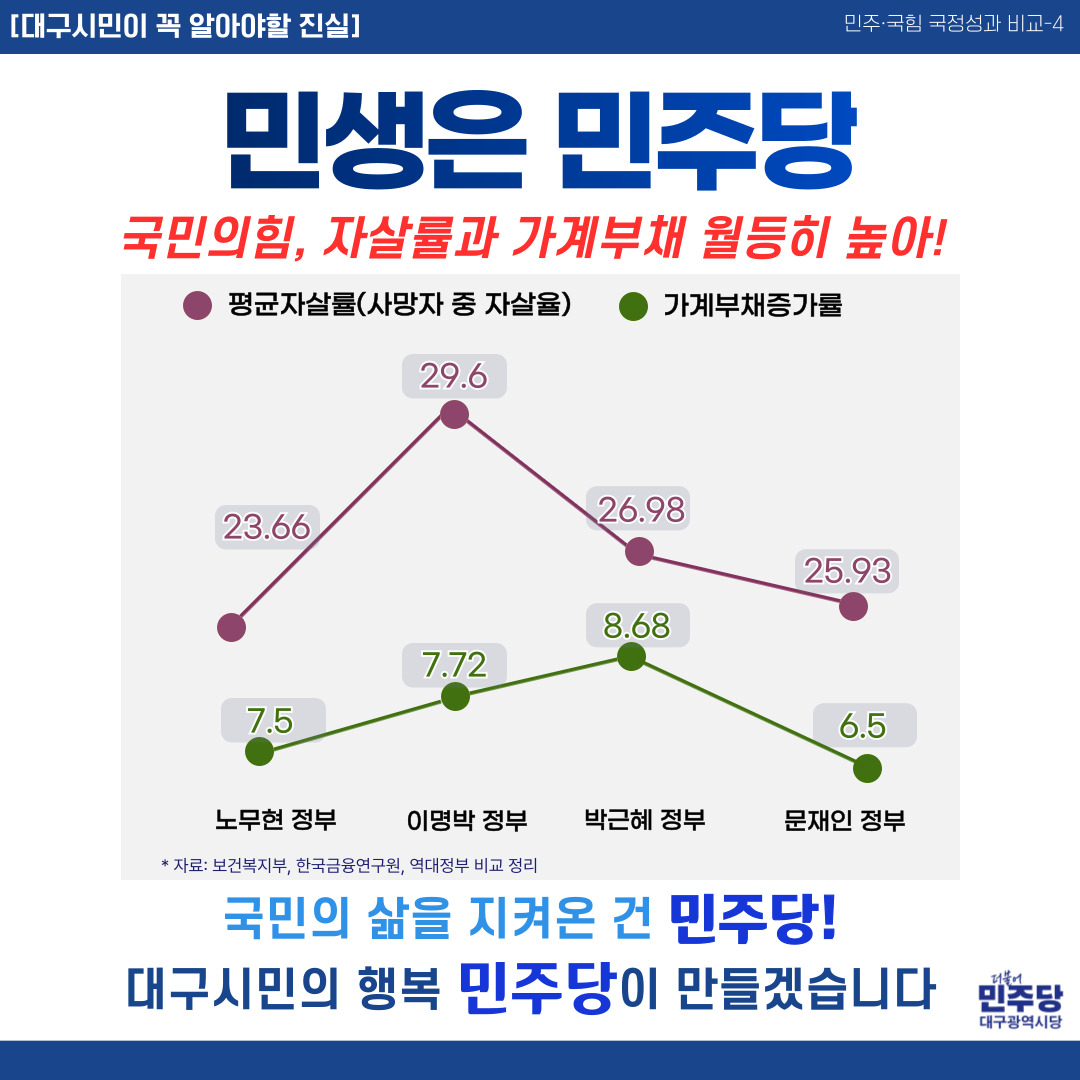 [대구시민이 꼭 알아야할 진실]
민주·국힘 국정성과 비교-4
민생은 민주당
국민의힘, 자살률과 가계부채 월등히 높아!
평균자살률(사망자 중 자살율)
가계부채증가률
29.6
23.66
26.98
25.93
8.68
7.72
7.5
6.5
노무현 정부
이명박 정부
박근혜 정부
문재인 정부
* 자료: 보건복지부, 한국금융연구원, 역대정부 비교 정리
국민의 삶을 지켜온 건 민주당!
대구시민의 행복 민주당이 만들겠습니다
더불어
민주당
대구광역시당